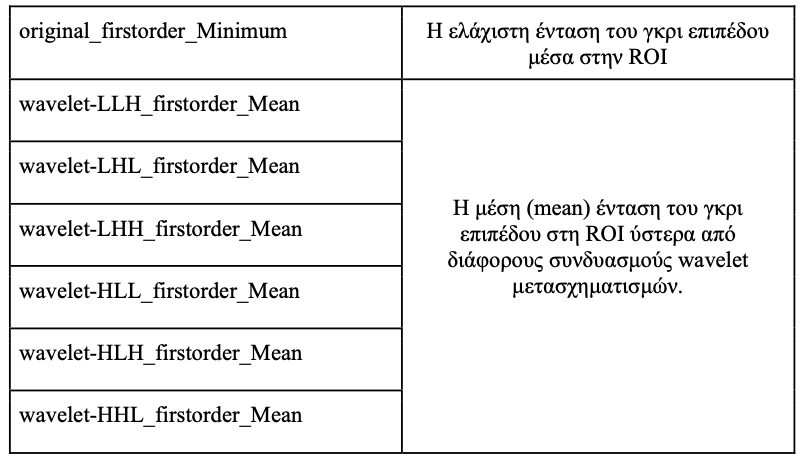 original_firstorder_Minimum
Η ελάχιστη ένταση του γκρι επιπέδου
μέσα στην ROI
wavelet-LLH_firstorder_Mean
wavelet-LHL_firstorder_Mean
wavelet-LHH_firstorder_Mean
wavelet-HLL_firstorder_Mean
wavelet-HLH_firstorder_Mean
wavelet-HHL_firstorder_Mean
Η μέση (mean) ένταση του γκρι
επιπέδου στη ROI ύστερα από
διάφορους συνδυασμούς wavelet
μετασχηματισμών.